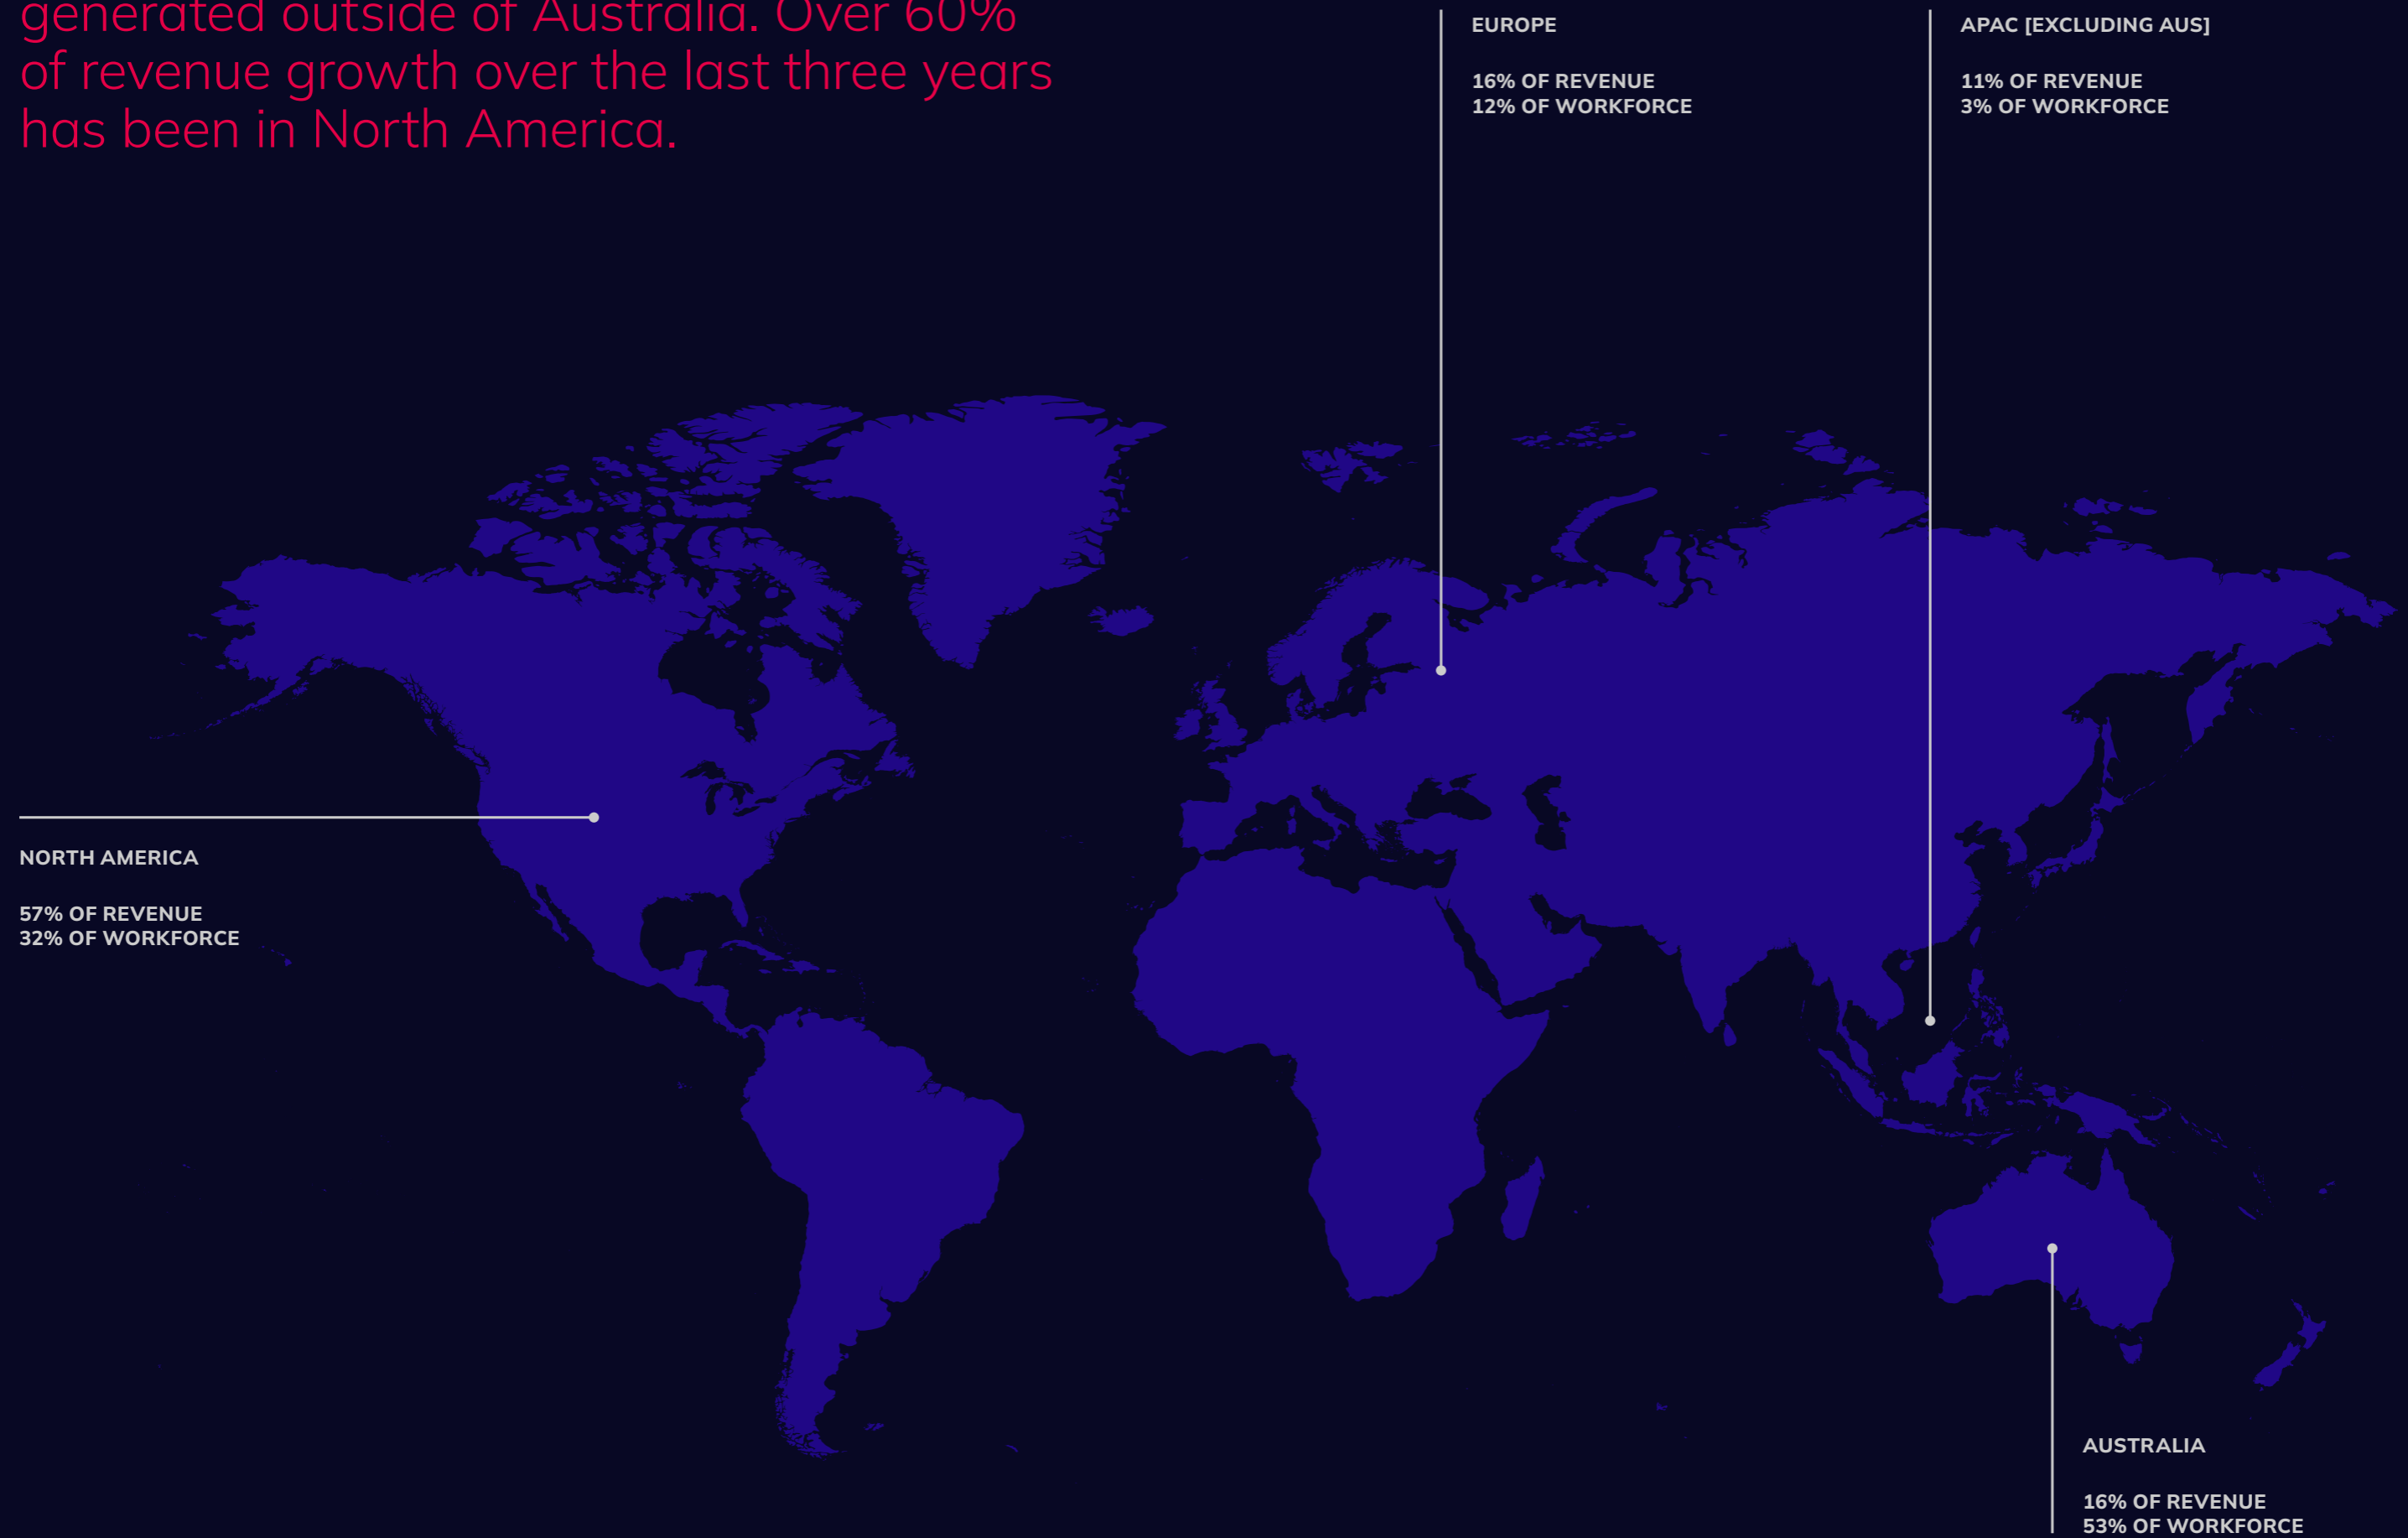 generated outside of Australia. Over 60%
of revenue growth over the last three years
has been in North America.
EUROPE
16% OF REVENUE
12% OF WORKFORCE
APAC [EXCLUDING AUS]
11% OF REVENUE
3% OF WORKFORCE
NORTH AMERICA
57% OF REVENUE
32% OF WORKFORCE
AUSTRALIA
16% OF REVENUE
53% OF WORKFORCE